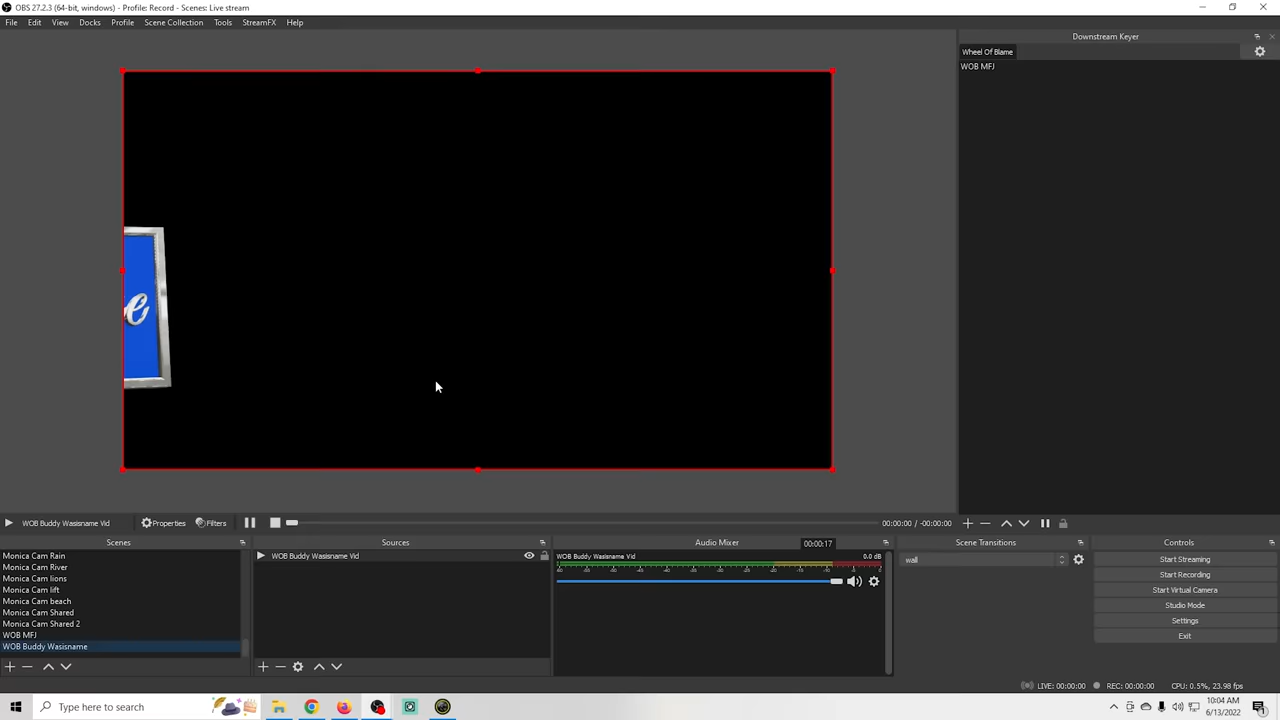 OBS 27.2.3 (64-bit, windows) - Profile: Record - Scenes: Live stream
File Edit View Docks Profile Scene Collection Tools StreamFX Help
Downstream Keyer
Wheel Of Blame
WOB MFJ
e
WOB Buddy Wasisname Vid Properties Filters 00:00:00 / -00:00:00
Scenes Sources Audio Mixer 00:00:17 Scene Transitions Controls
Monica Cam Rain
Monica Cam River
Monica Cam lions
Monica Cam lift
Monica Cam beach
Monica Cam Shared
Monica Cam Shared 2
WOB MFJ
WOB Buddy Wasisname
WOB Buddy Wasisname Vid
WOB Buddy Wasisname Vid 0.0 dB
wall
Start Streaming
Start Recording
Start Virtual Camera
Studio Mode
Settings
Exit
LIVE: 00:00:00 REC: 00:00:00 CPU: 0.5%, 23.98 fps
Type here to search
10:04 AM
6/13/2022